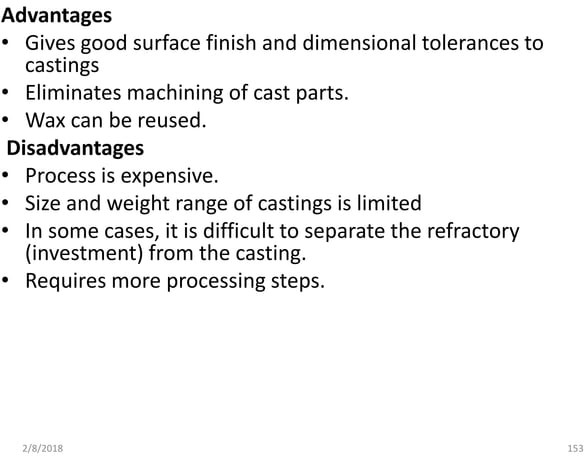 Advantages
• Gives good surface finish and dimensional tolerances to
castings
• Eliminates machining of cast parts.
• Wax can be reused.
Disadvantages
• Process is expensive.
• Size and weight range of castings is limited
• In some cases, it is difficult to separate the refractory
(investment) from the casting.
• Requires more processing steps.
2/8/2018
153